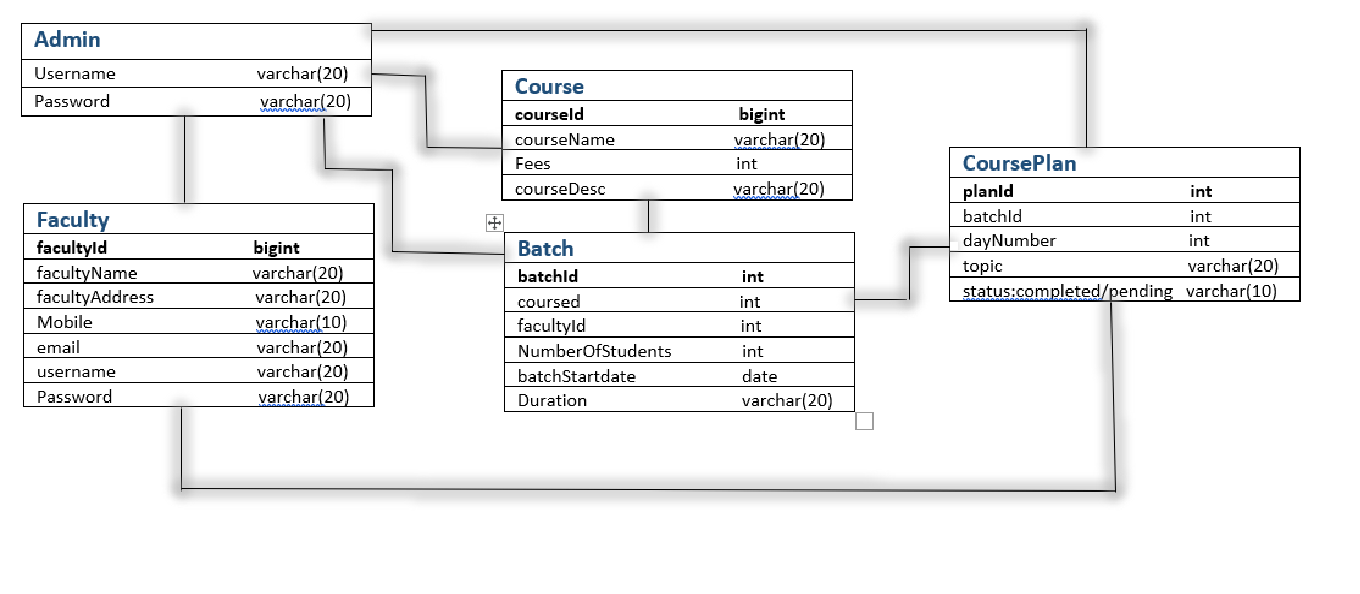 Admin
Username varchar(20)
Password varchar(20)
Course
courseId bigint
courseName varchar(20)
Fees int
courseDesc varchar(20)
CoursePlan
planId int
batchId int
dayNumber int
topic varchar(20)
status:completed/pending varchar(10)
Faculty
facultyId bigint
facultyName varchar(20)
facultyAddress varchar(20)
Mobile varchar(10)
email varchar(20)
username varchar(20)
Password varchar(20)
Batch
batchId int
coursed int
facultyId int
NumberOfStudents int
batchStartdate date
Duration varchar(20)